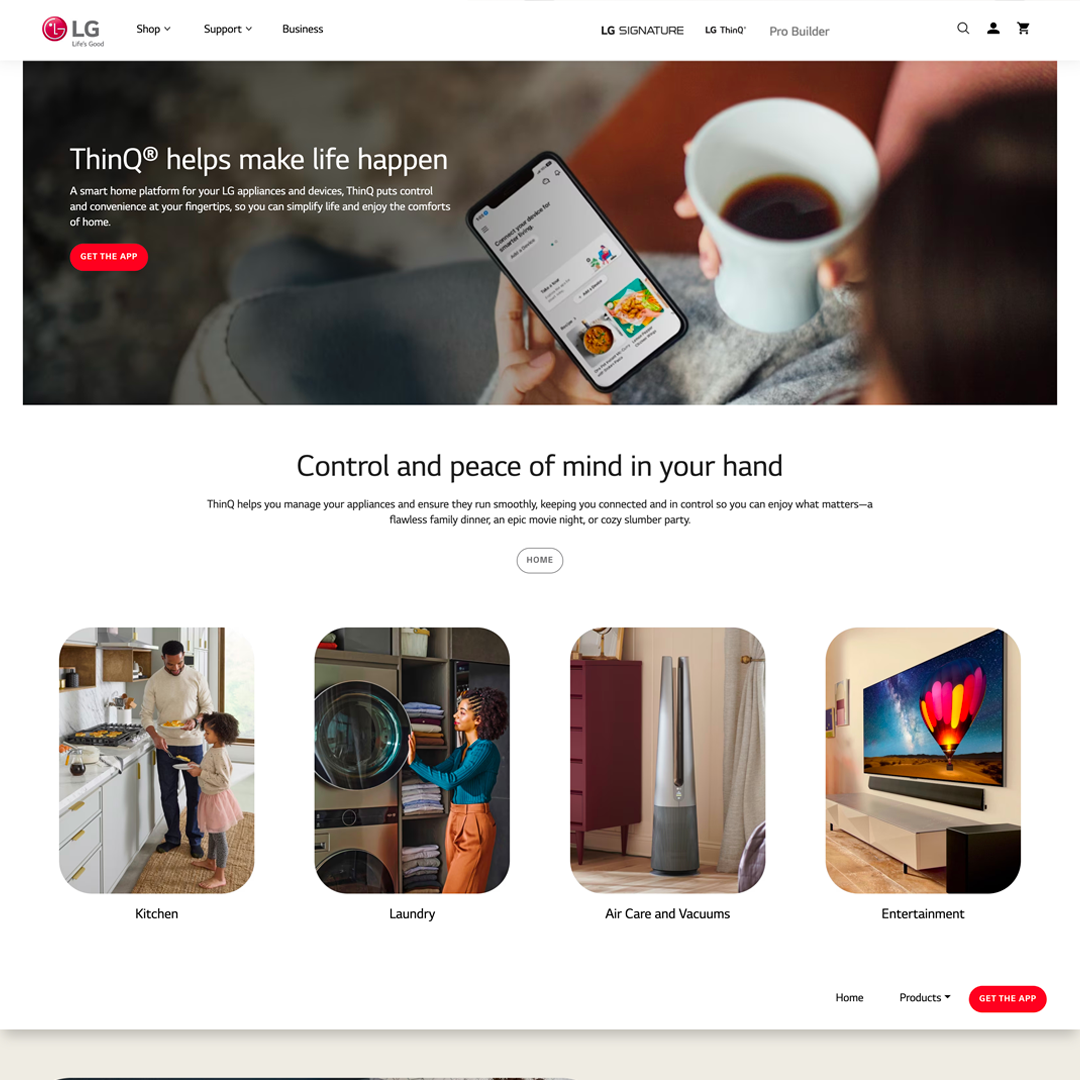 LG
Life's Good
Shop
Support
Business
LG SIGNATURE
LG ThinQ®
Pro Builder
ThinQ® helps make life happen
A smart home platform for your LG appliances and devices, ThinQ puts control
and convenience at your fingertips, so you can simplify life and enjoy the comforts
of home.
GET THE APP
Connect your device for
smarter living.
Add a Device
Take a tour
Add a Device
Recipe
Control and peace of mind in your hand
ThinQ helps you manage your appliances and ensure they run smoothly, keeping you connected and in control so you can enjoy what matters—a
flawless family dinner, an epic movie night, or cozy slumber party.
HOME
Kitchen
Laundry
Air Care and Vacuums
Entertainment
Home
Products
GET THE APP